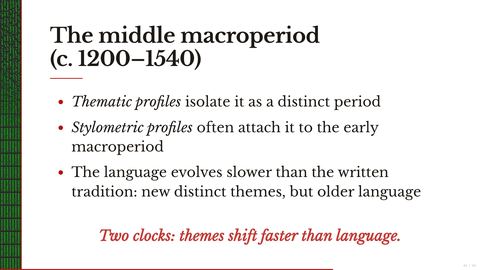 The middle macroperiod
(c. 1200–1540)
• Thematic profiles isolate it as a distinct period
• Stylometric profiles often attach it to the early
macroperiod
• The language evolves slower than the written
tradition: new distinct themes, but older language
Two clocks: themes shift faster than language.